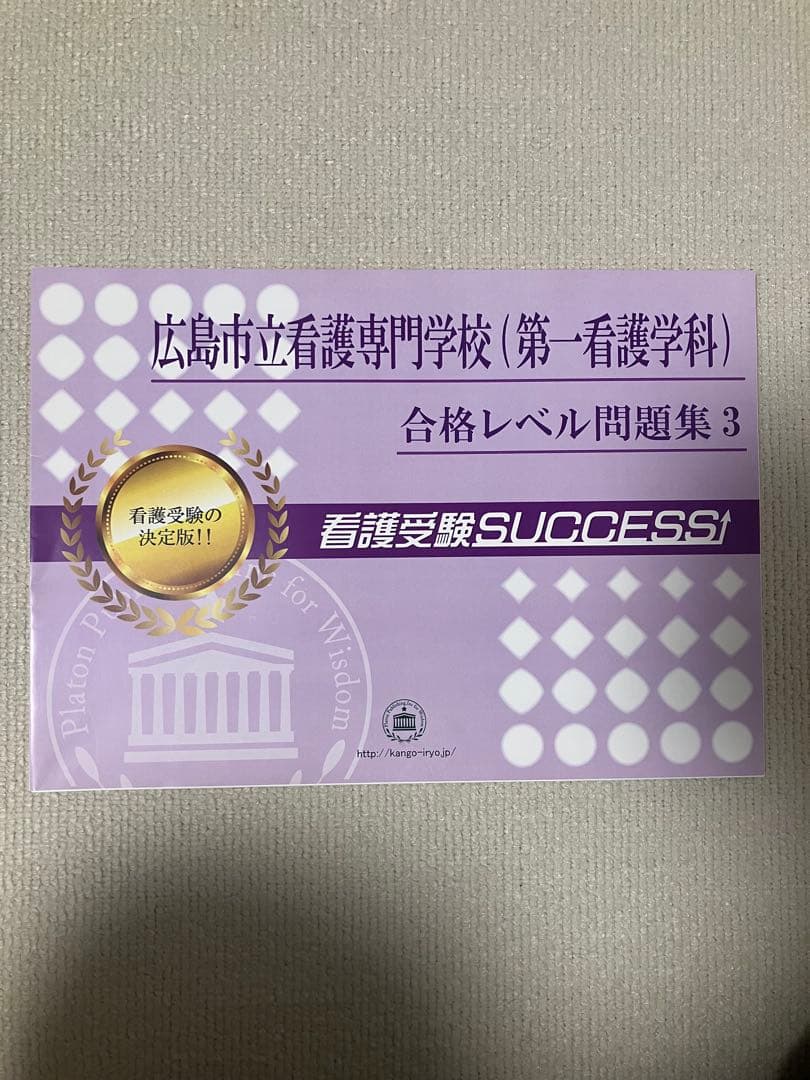 広島市立看護専門学校（第一看護学科）
合格レベル問題集3
看護受験の
決定版!!
看護受験SUCCESS
for Wisdom
http://kango-iryo.jp/